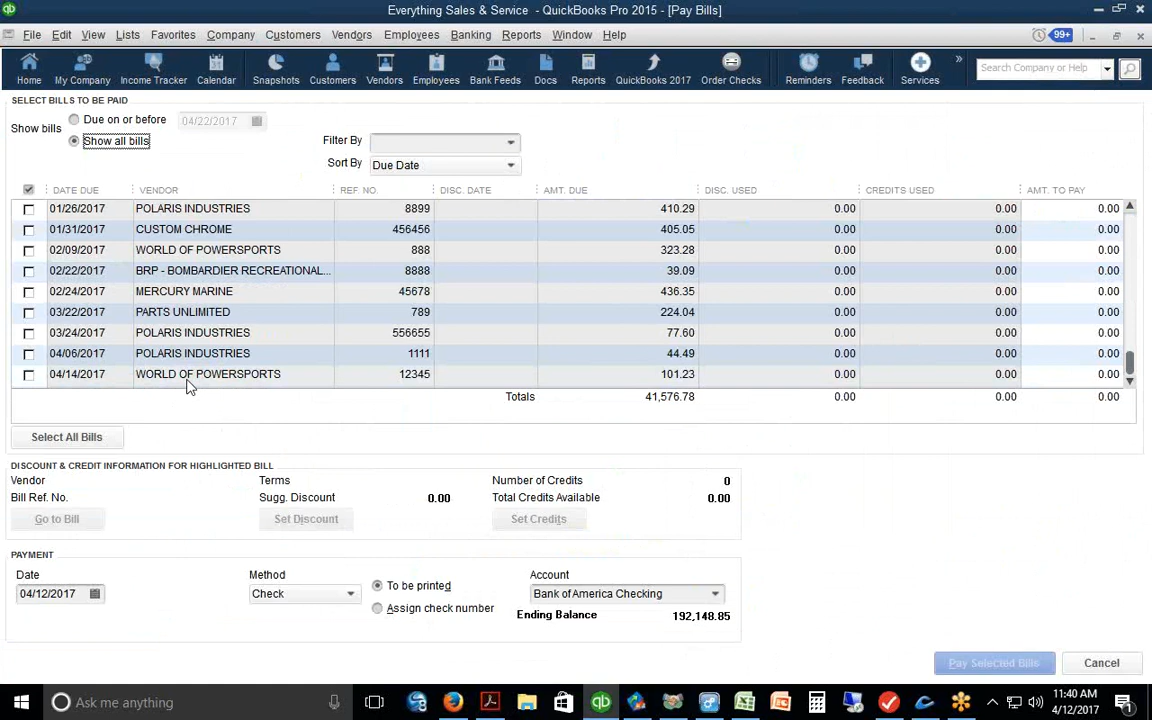 Everything Sales & Service - QuickBooks Pro 2015 - [Pay Bills]
File Edit View Lists Favorites Company Customers Vendors Employees Banking Reports Window Help 99+
Home My Company Income Tracker Calendar Snapshots Customers Vendors Employees Bank Feeds Docs Reports QuickBooks 2017 Order Checks Reminders Feedback Services » Search Company or Help
SELECT BILLS TO BE PAID
Show bills Due on or before 04/22/2017
Show all bills
Filter By
Sort By Due Date
DATE DUE VENDOR REF. NO. DISC. DATE AMT. DUE DISC. USED CREDITS USED AMT. TO PAY
01/26/2017 POLARIS INDUSTRIES 8899 410.29 0.00 0.00 0.00
01/31/2017 CUSTOM CHROME 456456 405.05 0.00 0.00 0.00
02/09/2017 WORLD OF POWERSPORTS 888 323.28 0.00 0.00 0.00
02/22/2017 BRP - BOMBARDIER RECREATIONAL... 8888 39.09 0.00 0.00 0.00
02/24/2017 MERCURY MARINE 45678 436.35 0.00 0.00 0.00
03/22/2017 PARTS UNLIMITED 789 224.04 0.00 0.00 0.00
03/24/2017 POLARIS INDUSTRIES 556655 77.60 0.00 0.00 0.00
04/06/2017 POLARIS INDUSTRIES 1111 44.49 0.00 0.00 0.00
04/14/2017 WORLD OF POWERSPORTS 12345 101.23 0.00 0.00 0.00
Totals 41,576.78 0.00 0.00 0.00
Select All Bills
DISCOUNT & CREDIT INFORMATION FOR HIGHLIGHTED BILL
Vendor Terms Number of Credits 0
Bill Ref. No. Sugg. Discount 0.00 Total Credits Available 0.00
Go to Bill Set Discount Set Credits
PAYMENT
Date Method Account
04/12/2017 Check To be printed Bank of America Checking
Assign check number Ending Balance 192,148.85
Pay Selected Bills Cancel
Ask me anything
11:40 AM
4/12/2017
1